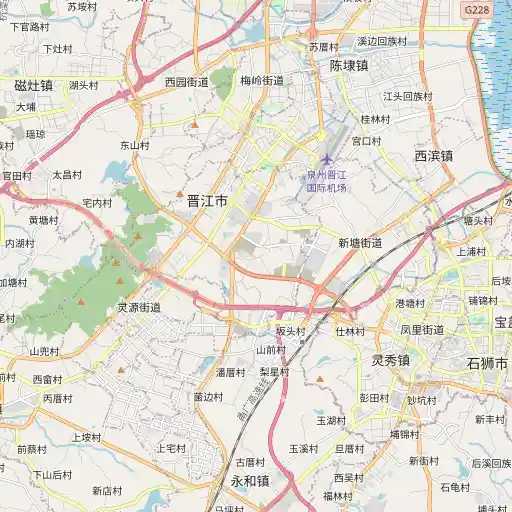 苏垵村
G228
下官路村
苏厝村
溪边回族村
下灶村
陈埭镇
磁灶镇
湖头村
西园街道
梅岭街道
江头回族村
大埔
桂林村
瑶琼
东山村
宫口村
西滨镇
官田村
太昌村
泉州晋江
国际机场
宅内村
晋江市
黄塘村
塘头村
内湖村
新塘街道
上浦村
加塘村
后垵
灵源街道
港塘村
铺锦村
坂头村
仕林村
凤里街道
宝盖
山兜村
山前村
灵秀镇
石狮市
西窗村
潘厝村
梨星村
丙厝村
菌边村
彭田村
钞坑村
玉湖村
新丰村
上垵村
埔锦村
前蔡村
上宅村
玉溪村
旦厝村
古厝村
新街村
后溪回族村
下山后村
永和镇
西吴村
石龟村
新店村
福林村
马坪村
埔头村